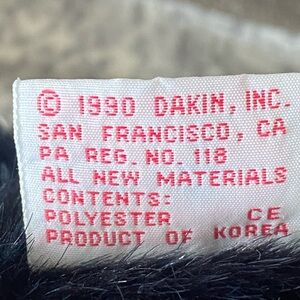 © 1990 DAKIN, INC.
SAN FRANCISCO, CA
PA REG. NO. 118
ALL NEW MATERIALS
CONTENTS:
POLYESTER CE
PRODUCT OF KOREA